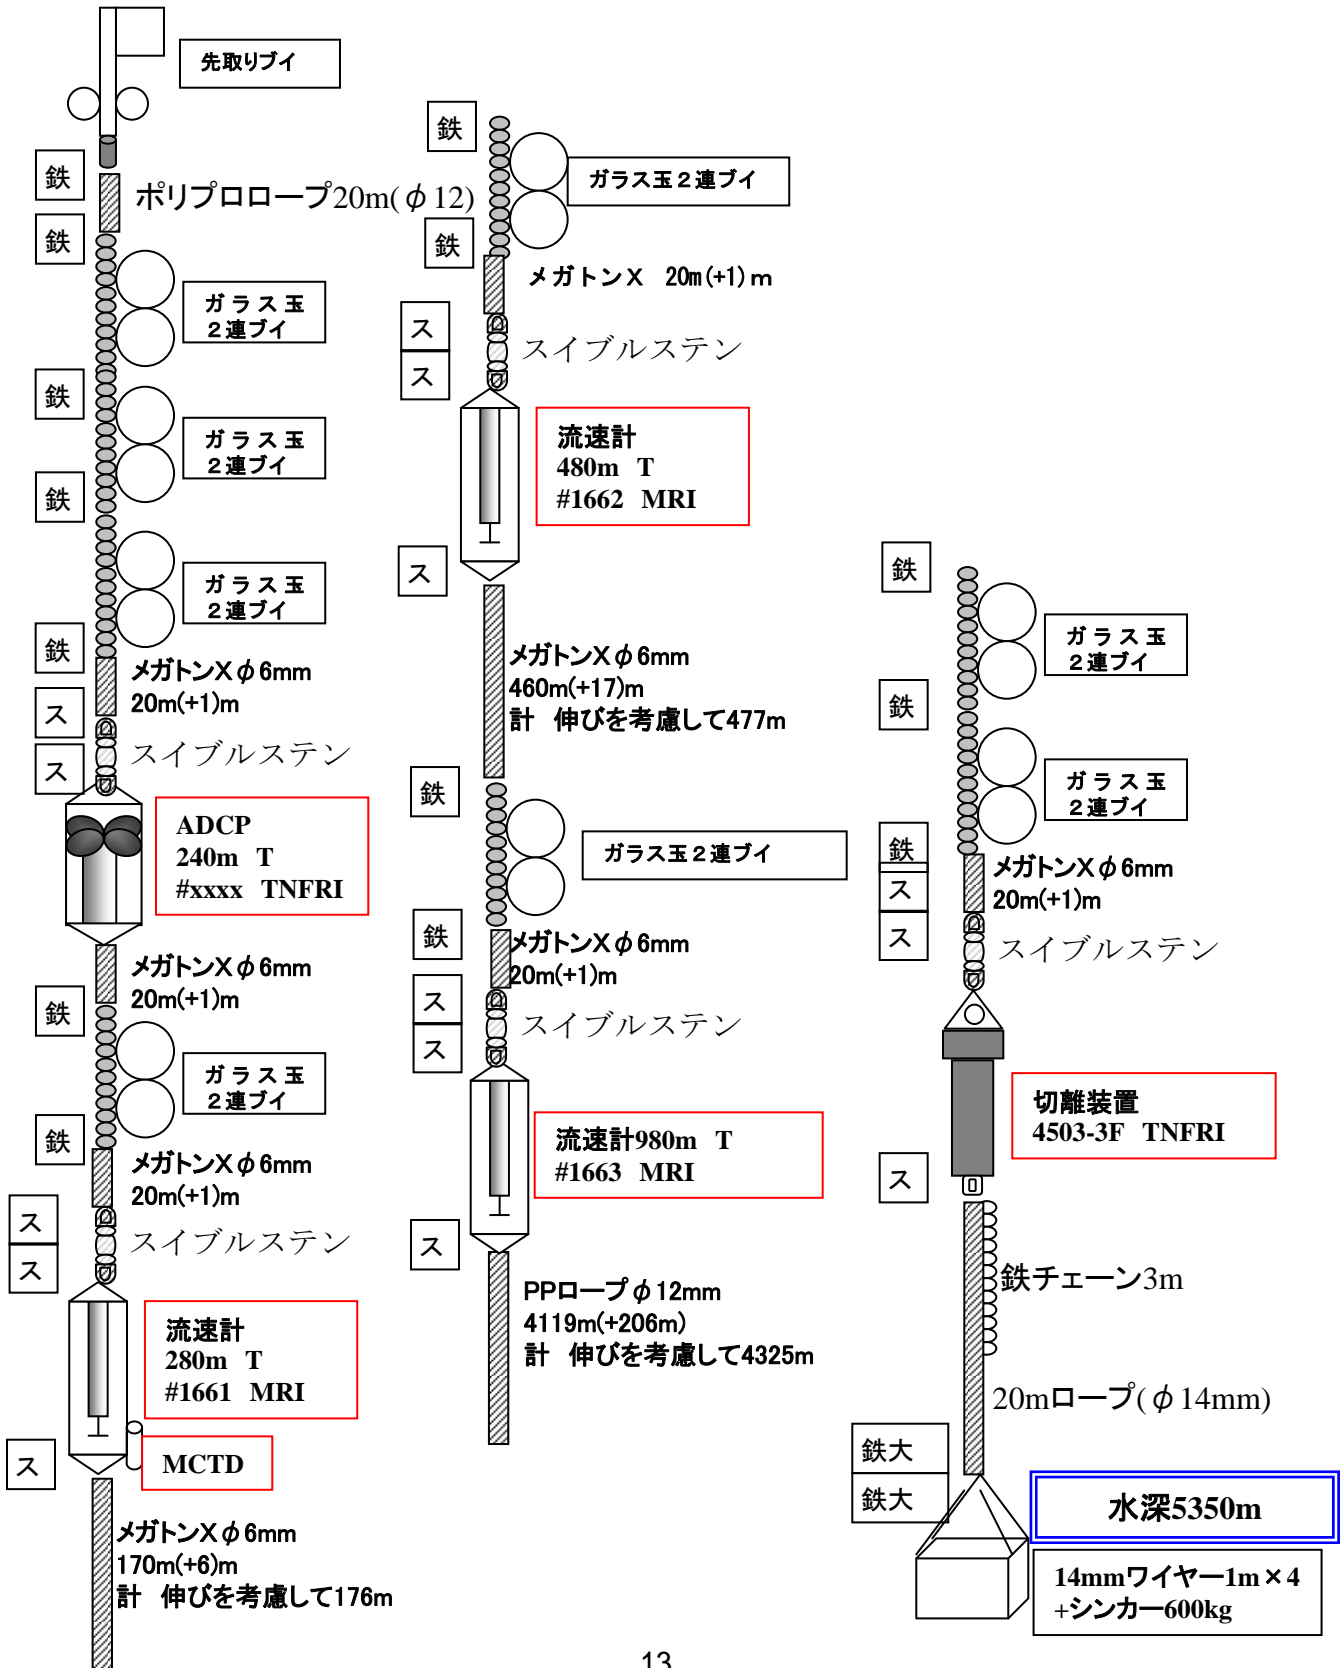 先取りブイ
鉄
ポリプロロープ20m(φ12)
鉄
ガラス玉
2連ブイ
鉄
ガラス玉
2連ブイ
鉄
ガラス玉
2連ブイ
鉄
メガトンXφ6mm
20m(+1)m
ス
スイブルステン
ス
ADCP
240m T
#xxxx TNFRI
メガトンXφ6mm
20m(+1)m
鉄
ガラス玉
2連ブイ
鉄
メガトンXφ6mm
20m(+1)m
ス
スイブルステン
ス
流速計
280m T
#1661 MRI
MCTD
ス
メガトンXφ6mm
170m(+6)m
計 伸びを考慮して176m
鉄
ガラス玉2連ブイ
鉄
メガトンX 20m(+1)m
ス
スイブルステン
ス
流速計
480m T
#1662 MRI
ス
メガトンXφ6mm
460m(+17)m
計 伸びを考慮して477m
鉄
ガラス玉2連ブイ
鉄
メガトンXφ6mm
20m(+1)m
ス
スイブルステン
ス
流速計980m T
#1663 MRI
ス
PPロープφ12mm
4119m(+206m)
計 伸びを考慮して4325m
鉄
ガラス玉
2連ブイ
鉄
ガラス玉
2連ブイ
鉄
メガトンXφ6mm
20m(+1)m
ス
ス
スイブルステン
切離装置
4503-3F TNFRI
ス
鉄チェーン3m
20mロープ(φ14mm)
鉄大
鉄大
水深5350m
14mmワイヤー1m×4
+シンカー600kg
13